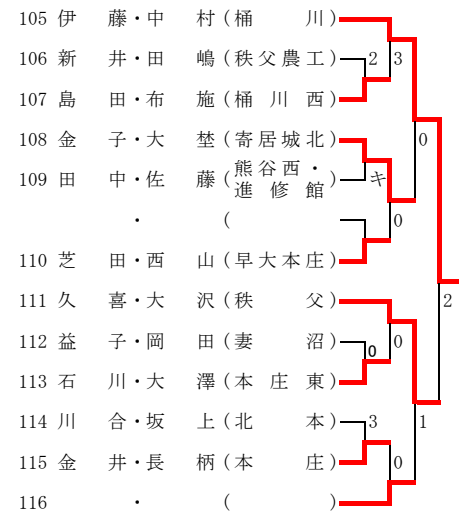 105 伊 藤・中 村(桶 川)
106 新 井・田 嶋(秩父農工) 2 3
107 島 田・布 施(桶 川 西)
108 金 子・大 埜(寄居城北) 0
109 田 中・佐 藤(熊谷西・進修館) キ
・ ( 0
110 芝 田・西 山(早大本庄)
111 久 喜・大 沢(秩 父) 2
112 益 子・岡 田(妻 沼) 0 0
113 石 川・大 澤(本 庄 東)
114 川 合・坂 上(北 本) 3 1
115 金 井・長 柄(本 庄) 0
116 ・ ( )